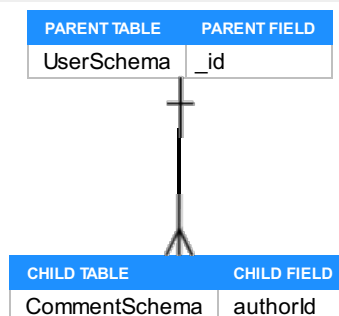 PARENT TABLE PARENT FIELD
UserSchema _id
CHILD TABLE CHILD FIELD
CommentSchema authorId